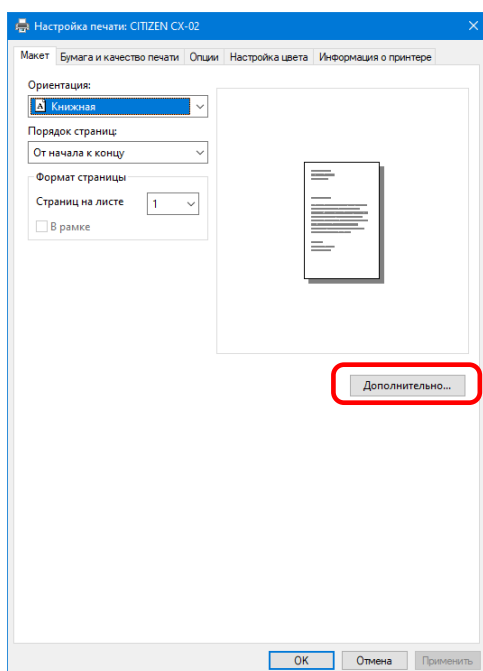 Настройка печати: CITIZEN CX-02
Макет Бумага и качество печати Опции Настройка цвета Информация о принтере
Ориентация:
Книжная
Порядок страниц:
От начала к концу
Формат страницы
Страниц на листе 1
В рамке
Дополнительно...
OK Отмена Применить